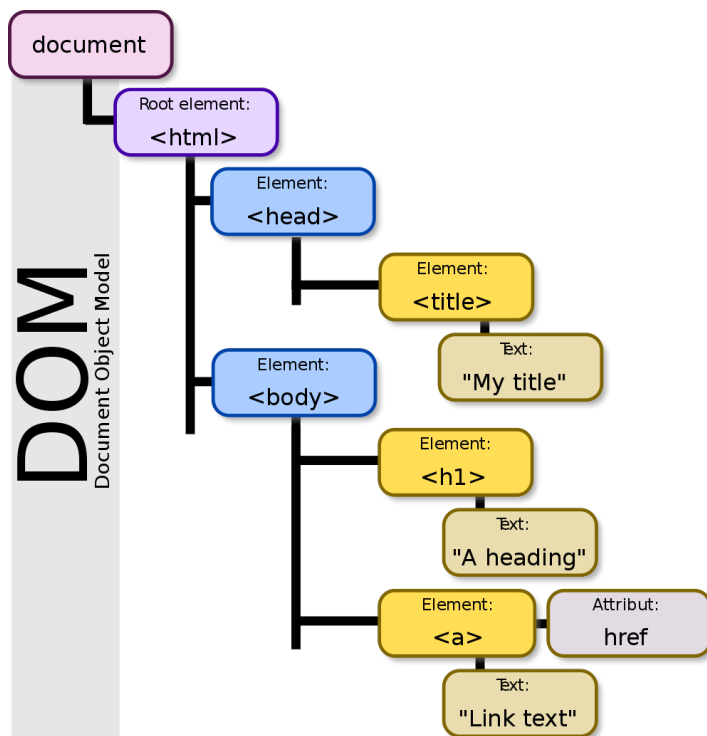 document
Root element:
<html>
Element:
<head>
Element:
<title>
Text:
"My title"
Element:
<body>
Element:
<h1>
Text:
"A heading"
Element:
<a>
Attribut:
href
Text:
"Link text"
DOM
Document Object Model